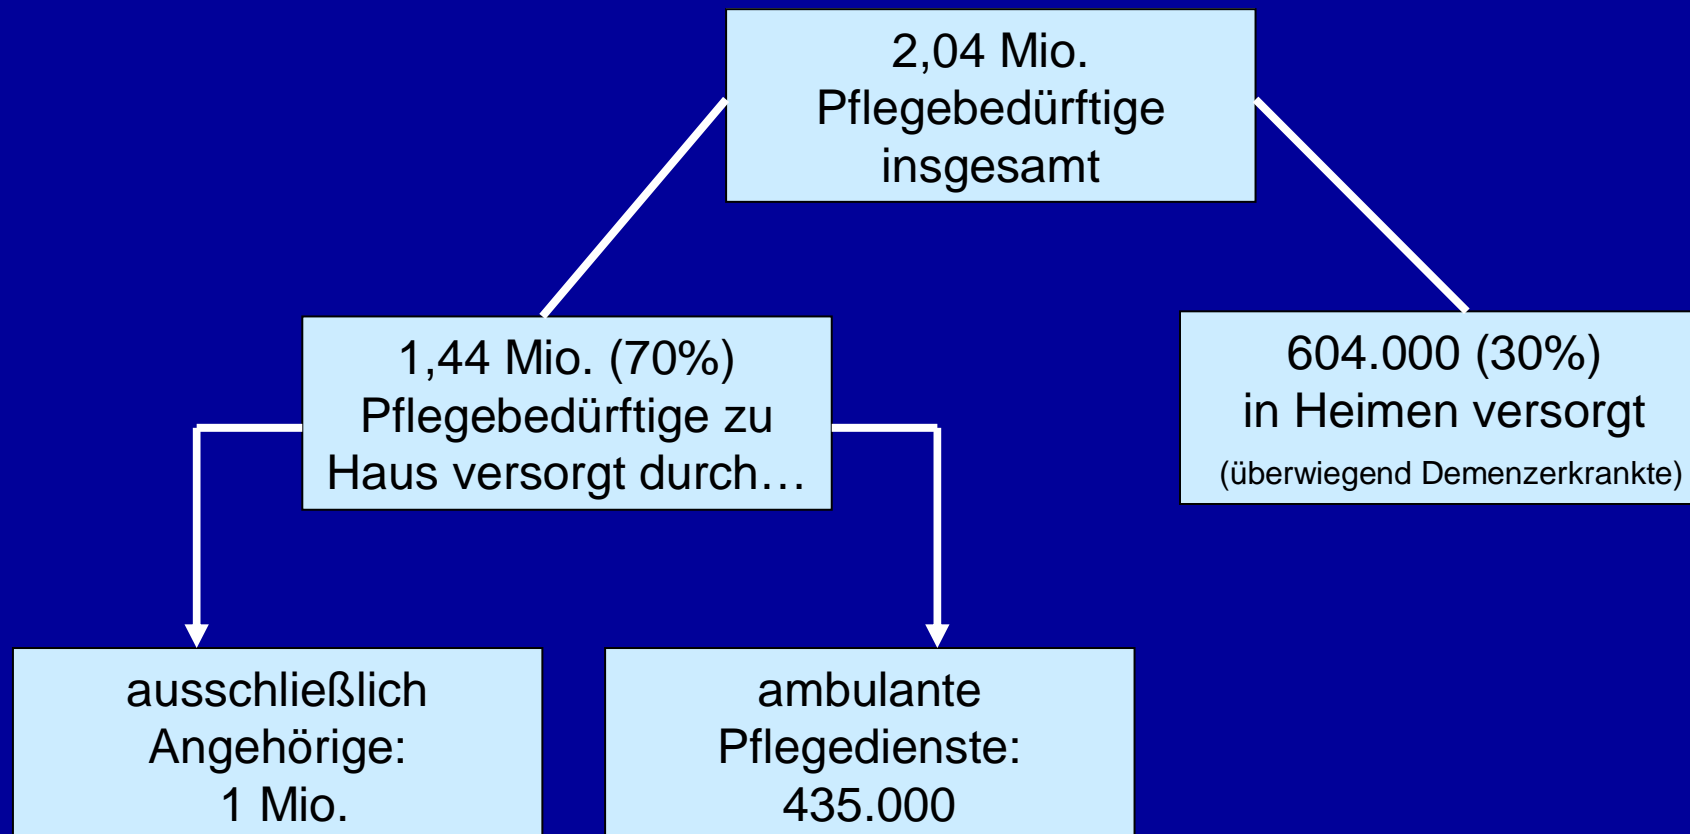 2,04 Mio.
Pflegebedürftige
insgesamt
1,44 Mio. (70%)
Pflegebedürftige zu
Haus versorgt durch…
604.000 (30%)
in Heimen versorgt
(überwiegend Demenzerkrankte)
ausschließlich
Angehörige:
1 Mio.
ambulante
Pflegedienste:
435.000